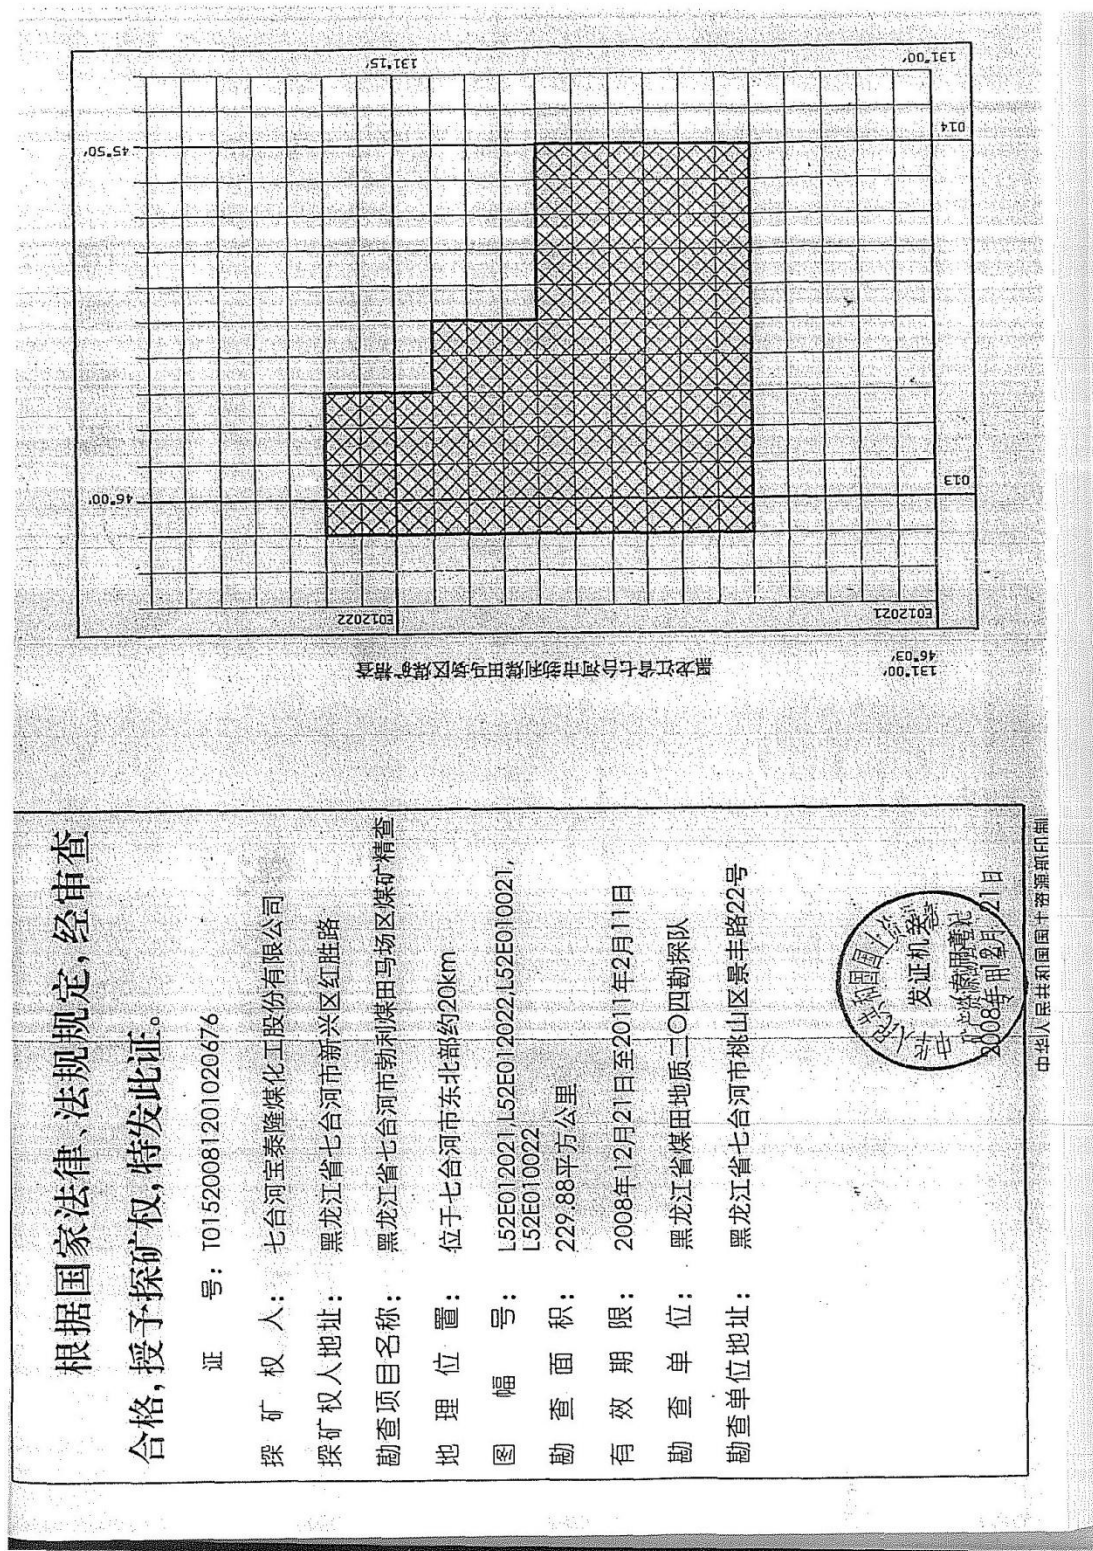 根据国家法律、法规规定,经审查
合格,授予探矿权,特发此证。
证 号: T01520081201020676
探 矿 权 人: 七台河宝泰隆煤化工股份有限公司
探矿权人地址: 黑龙江省七台河市新兴区红胜路
勘查项目名称: 黑龙江省七台河市勃利煤田马场区煤矿精查
地 理 位 置: 位于七台河市东北部约20km
图 幅 号: L52E012021,L52E012022,L52E010021,
L52E010022
勘 查 面 积: 229.88平方公里
有 效 期 限: 2008年12月21日至2011年2月11日
勘 查 单 位: 黑龙江省煤田地质二〇四勘探队
勘查单位地址: 黑龙江省七台河市桃山区景丰路22号
发证机关
2008年12月21日
中华人民共和国国土资源部印制
黑龙江省七台河市勃利煤田马场区煤矿精查
131°00′
46°03′
E012021
E012022
013
46°00′
014
45°50′
131°00′
131°15′